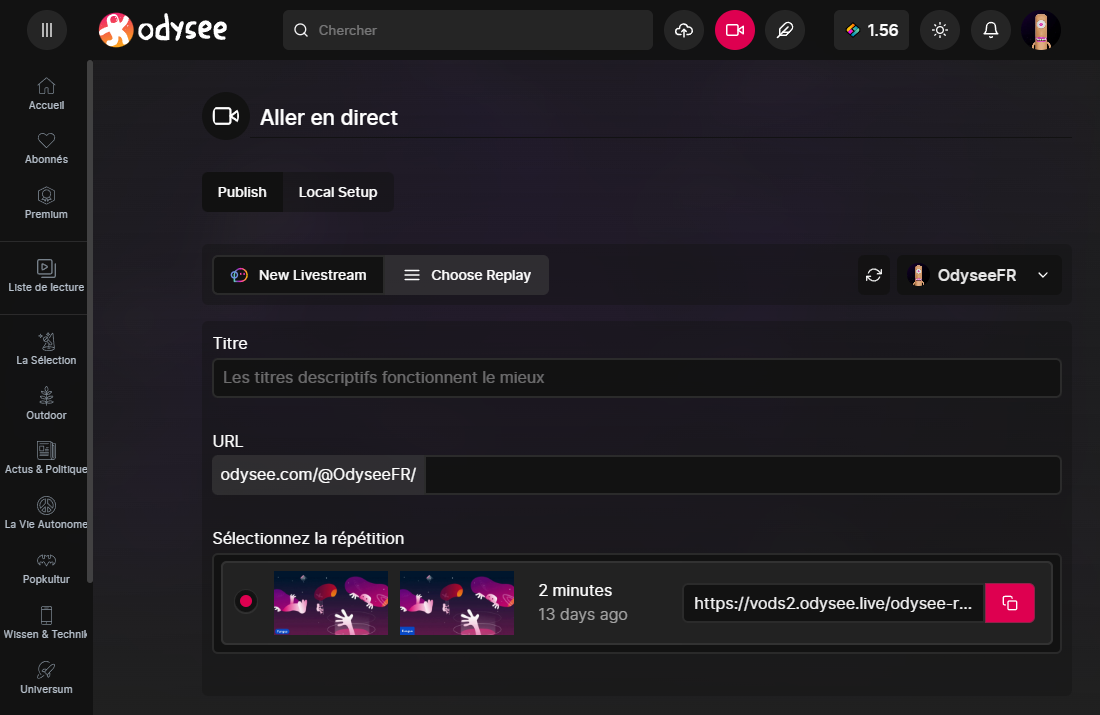 odysee
Chercher
1.56
Accueil
Abonnés
Premium
Liste de lecture
La Sélection
Outdoor
Actus & Politique
La Vie Autonome
Popkultur
Wissen & Technik
Universum
Aller en direct
Publish
Local Setup
New Livestream
Choose Replay
OdyseeFR
Titre
Les titres descriptifs fonctionnent le mieux
URL
odysee.com/@OdyseeFR/
Sélectionnez la répétition
2 minutes
13 days ago
https://vods2.odysee.live/odysee-r...